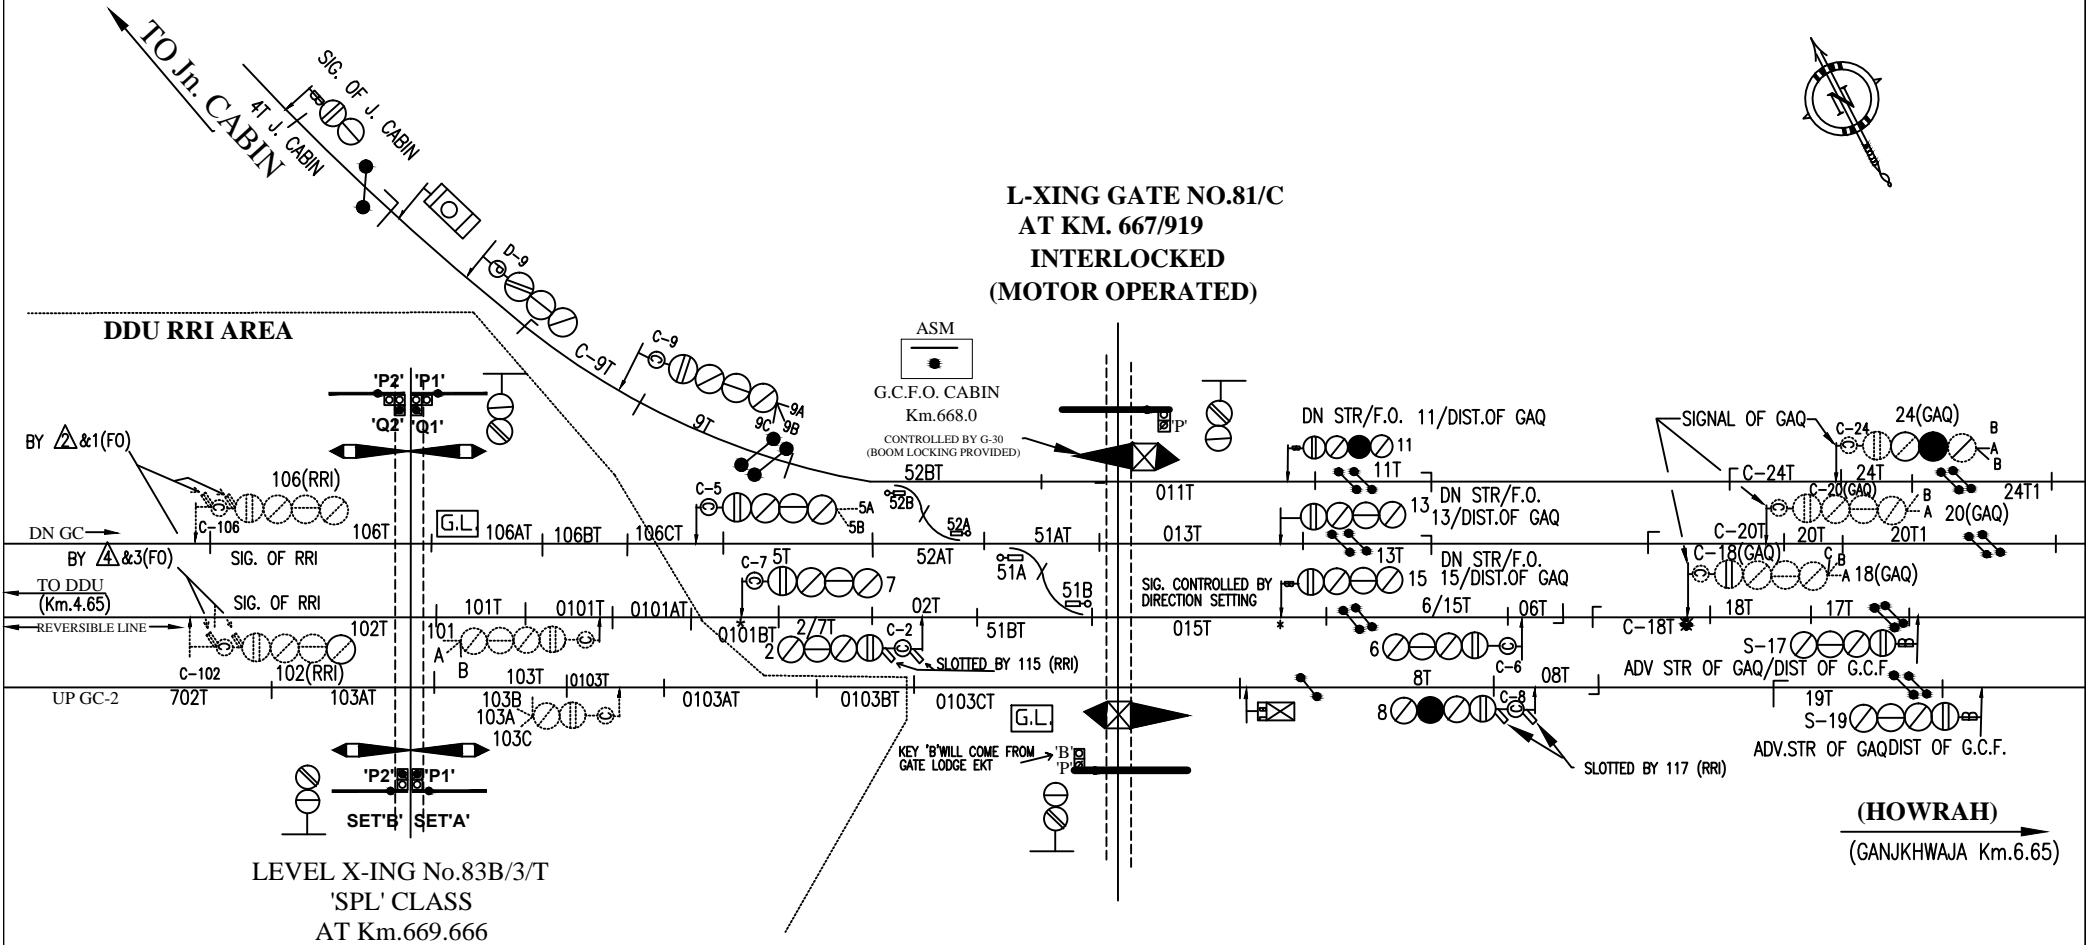 TO Jn. CABIN
SIG. OF J. CABIN
4T J. CABIN
N
D-9
P
C-9T
C-9
C
9A
9B
9C
9T
L-XING GATE NO.81/C
AT KM. 667/919
INTERLOCKED
(MOTOR OPERATED)
DDU RRI AREA
ASM
G.C.F.O. CABIN
Km.668.0
CONTROLLED BY G-30
(BOOM LOCKING PROVIDED)
'P2' 'P1'
'Q2' 'Q1'
'P'
BY 2 &1(FO)
106(RRI)
C-106
DN GC
106T
G.L.
106AT
106BT
106CT
C-5
5A
5B
5T
52BT
52B
52A
52AT
51AT
011T
013T
DN STR/F.O. 11/DIST.OF GAQ
11
11T
13
DN STR/F.O.
13/DIST.OF GAQ
13T
DN STR/F.O.
15/DIST.OF GAQ
15
SIGNAL OF GAQ
C-24
24(GAQ)
B
A
B
C-24T
24T
24T1
C-20(GAQ)
B
A
20(GAQ)
C-20T
20T
20T1
C-18(GAQ)
C
B
A
18(GAQ)
BY 4 &3(FO)
SIG. OF RRI
TO DDU
(Km.4.65)
SIG. OF RRI
REVERSIBLE LINE
102T
C-102
102(RRI)
101T
0101T
0101AT
0101BT
101
A
B
C-7
7
2/7T
2
C-2
02T
SLOTTED BY 115 (RRI)
51A
51B
51BT
015T
SIG. CONTROLLED BY
DIRECTION SETTING
6/15T
06T
6
C-6
C-18T
18T
17T
S-17
B
ADV STR OF GAQ/DIST OF G.C.F
UP GC-2
702T
103AT
103T
0103T
103B
103A
103C
0103AT
0103BT
0103CT
G.L.
8T
08T
8
C-8
SLOTTED BY 117 (RRI)
19T
S-19
B
ADV.STR OF GAQDIST OF G.C.F.
KEY 'B'WILL COME FROM
GATE LODGE EKT
'B'
'P'
'P2' 'P1'
SET'B' SET'A'
LEVEL X-ING No.83B/3/T
'SPL' CLASS
AT Km.669.666
(HOWRAH)
(GANJKHWAJA Km.6.65)